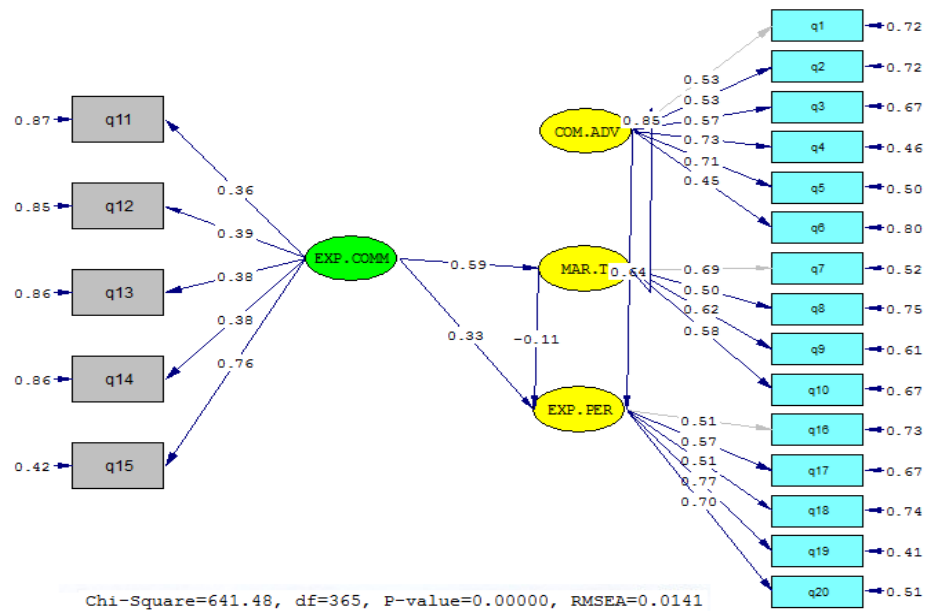 q1
0.72
q2
0.72
0.53
0.53
q3
0.67
0.87
q11
COM.ADV
0.85
0.57
0.73
q4
0.46
0.71
q5
0.50
0.45
0.36
q6
0.80
0.85
q12
0.39
EXP.COMM
0.59
MAR.T
0.64
0.69
q7
0.52
0.50
0.86
q13
0.38
0.62
q8
0.75
0.58
0.38
0.33
-0.11
q9
0.61
0.76
0.86
q14
q10
0.67
EXP.PER
0.51
q16
0.73
0.57
0.51
0.42
q15
q17
0.67
0.77
0.70
q18
0.74
q19
0.41
q20
0.51
Chi-Square=641.48, df=365, P-value=0.00000, RMSEA=0.0141